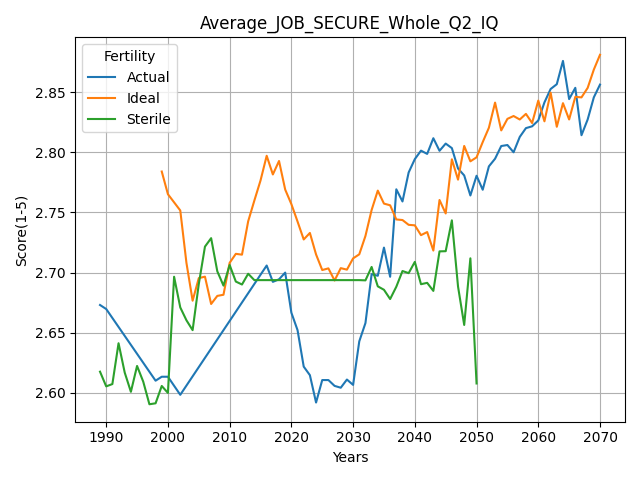 Average_JOB_SECURE_Whole_Q2_IQ
Fertility
Actual
Ideal
Sterile
Score(1-5)
2.85
2.80
2.75
2.70
2.65
2.60
1990 2000 2010 2020 2030 2040 2050 2060 2070
Years